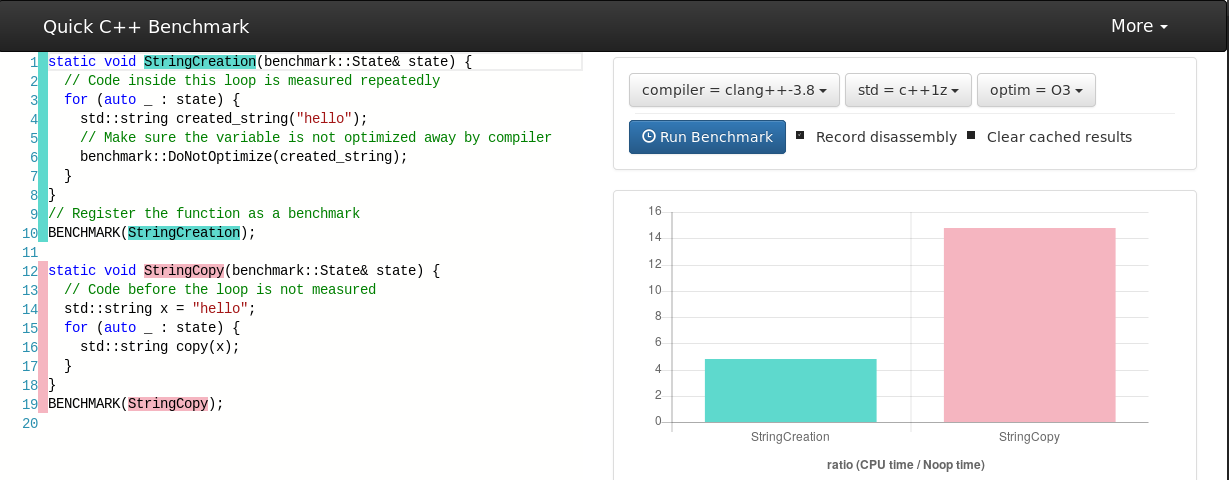 Quick C++ Benchmark More
1 static void StringCreation(benchmark::State& state) {
2 // Code inside this loop is measured repeatedly
3 for (auto _ : state) {
4 std::string created_string("hello");
5 // Make sure the variable is not optimized away by compiler
6 benchmark::DoNotOptimize(created_string);
7 }
8 }
9 // Register the function as a benchmark
10 BENCHMARK(StringCreation);
11
12 static void StringCopy(benchmark::State& state) {
13 // Code before the loop is not measured
14 std::string x = "hello";
15 for (auto _ : state) {
16 std::string copy(x);
17 }
18 }
19 BENCHMARK(StringCopy);
20
compiler = clang++-3.8 std = c++1z optim = O3
Run Benchmark Record disassembly Clear cached results
16
14
12
10
8
6
4
2
0
StringCreation StringCopy
ratio (CPU time / Noop time)